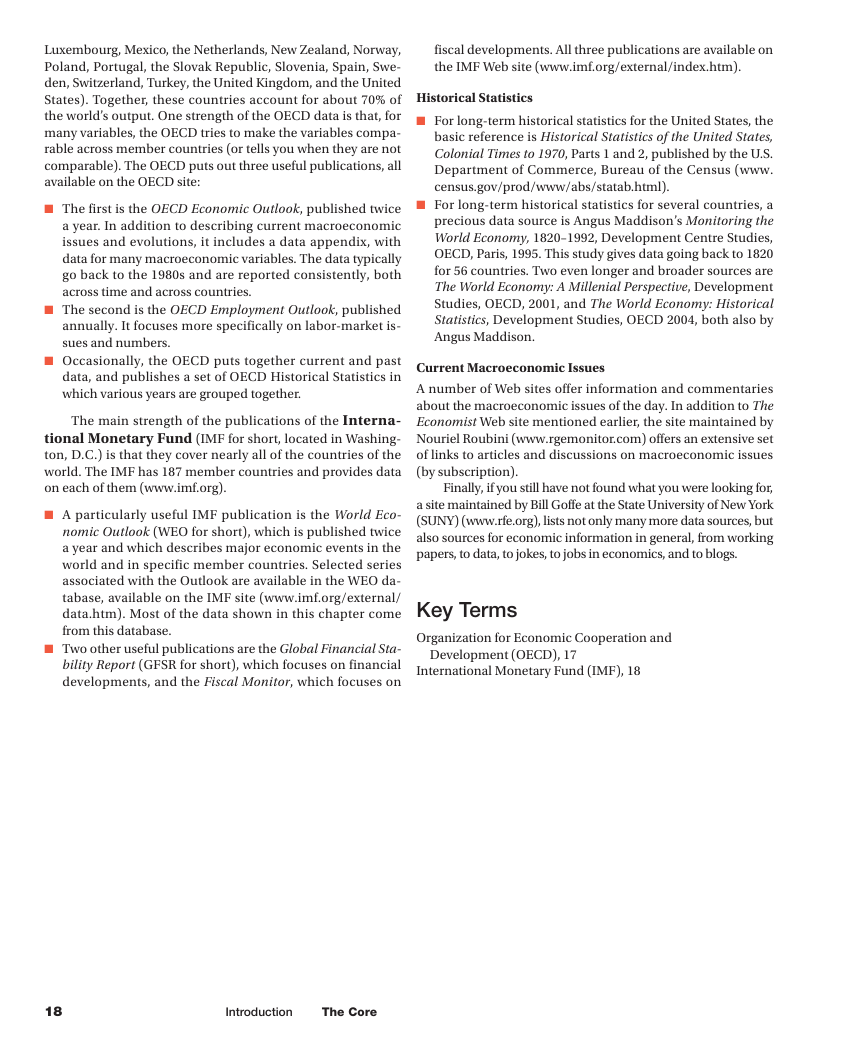 Luxembourg, Mexico, the Netherlands, New Zealand, Norway,
Poland, Portugal, the Slovak Republic, Slovenia, Spain, Swe-
den, Switzerland, Turkey, the United Kingdom, and the United
States). Together, these countries account for about 70% of
the world's output. One strength of the OECD data is that, for
many variables, the OECD tries to make the variables compa-
rable across member countries (or tells you when they are not
comparable). The OECD puts out three useful publications, all
available on the OECD site:
■ The first is the OECD Economic Outlook, published twice
a year. In addition to describing current macroeconomic
issues and evolutions, it includes a data appendix, with
data for many macroeconomic variables. The data typically
go back to the 1980s and are reported consistently, both
across time and across countries.
■ The second is the OECD Employment Outlook, published
annually. It focuses more specifically on labor-market is-
sues and numbers.
■ Occasionally, the OECD puts together current and past
data, and publishes a set of OECD Historical Statistics in
which various years are grouped together.
The main strength of the publications of the Interna-
tional Monetary Fund (IMF for short, located in Washing-
ton, D.C.) is that they cover nearly all of the countries of the
world. The IMF has 187 member countries and provides data
on each of them (www.imf.org).
■ A particularly useful IMF publication is the World Eco-
nomic Outlook (WEO for short), which is published twice
a year and which describes major economic events in the
world and in specific member countries. Selected series
associated with the Outlook are available in the WEO da-
tabase, available on the IMF site (www.imf.org/external/
data.htm). Most of the data shown in this chapter come
from this database.
■ Two other useful publications are the Global Financial Sta-
bility Report (GFSR for short), which focuses on financial
developments, and the Fiscal Monitor, which focuses on
fiscal developments. All three publications are available on
the IMF Web site (www.imf.org/external/index.htm).
Historical Statistics
■ For long-term historical statistics for the United States, the
basic reference is Historical Statistics of the United States,
Colonial Times to 1970, Parts 1 and 2, published by the U.S.
Department of Commerce, Bureau of the Census (www.
census.gov/prod/www/abs/statab.html).
■ For long-term historical statistics for several countries, a
precious data source is Angus Maddison's Monitoring the
World Economy, 1820–1992, Development Centre Studies,
OECD, Paris, 1995. This study gives data going back to 1820
for 56 countries. Two even longer and broader sources are
The World Economy: A Millenial Perspective, Development
Studies, OECD, 2001, and The World Economy: Historical
Statistics, Development Studies, OECD 2004, both also by
Angus Maddison.
Current Macroeconomic Issues
A number of Web sites offer information and commentaries
about the macroeconomic issues of the day. In addition to The
Economist Web site mentioned earlier, the site maintained by
Nouriel Roubini (www.rgemonitor.com) offers an extensive set
of links to articles and discussions on macroeconomic issues
(by subscription).
Finally, if you still have not found what you were looking for,
a site maintained by Bill Goffe at the State University of New York
(SUNY) (www.rfe.org), lists not only many more data sources, but
also sources for economic information in general, from working
papers, to data, to jokes, to jobs in economics, and to blogs.
Key Terms
Organization for Economic Cooperation and
Development (OECD), 17
International Monetary Fund (IMF), 18
18 Introduction The Core